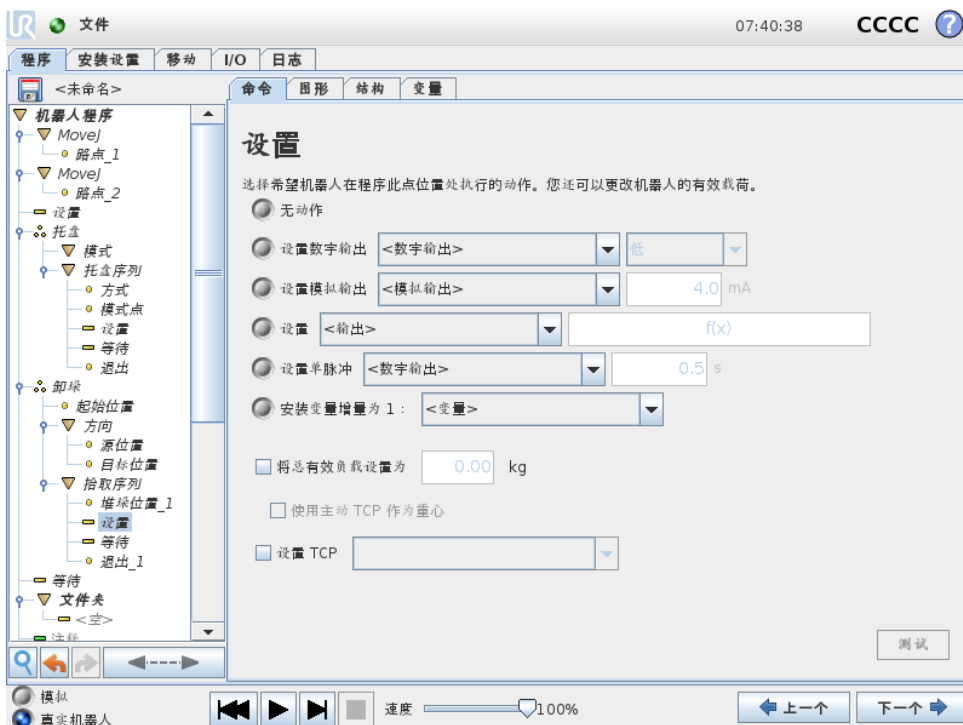 UR 文件 07:40:38 CCCC ?
程序 安装设置 移动 I/O 日志
<未命名> 命令 图形 结构 变量
机器人程序
MoveJ
路点_1
MoveJ
路点_2
设置
托盘
模式
托盘序列
方式
模式点
设置
等待
退出
卸垛
起始位置
方向
源位置
目标位置
拾取序列
堆垛位置_1
设置
等待
退出_1
等待
文件夹
<空>
注释
设置
选择希望机器人在程序此点位置处执行的动作。您还可以更改机器人的有效载荷。
无动作
设置数字输出 <数字输出> 低
设置模拟输出 <模拟输出> 4.0 mA
设置 <输出> f(x)
设置单脉冲 <数字输出> 0.5 s
安装变量增量为 1： <变量>
将总有效负载设置为 0.00 kg
使用主动 TCP 作为重心
设置 TCP
测试
模拟
真实机器人
速度 100%
上一个 下一个